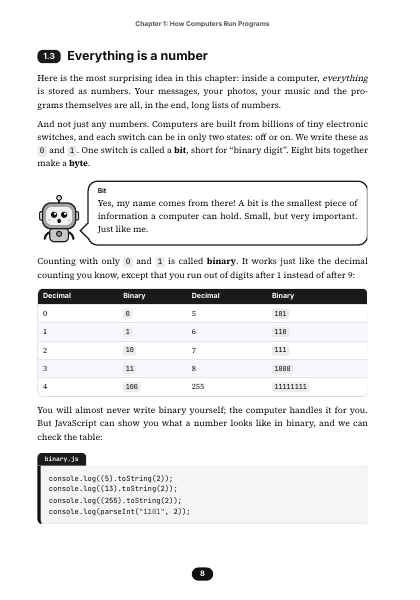 Chapter 1: How Computers Run Programs
1.3 Everything is a number
Here is the most surprising idea in this chapter: inside a computer, everything
is stored as numbers. Your messages, your photos, your music and the pro-
grams themselves are all, in the end, long lists of numbers.
And not just any numbers. Computers are built from billions of tiny electronic
switches, and each switch can be in only two states: off or on. We write these as
0 and 1. One switch is called a bit, short for “binary digit”. Eight bits together
make a byte.
Bit
Yes, my name comes from there! A bit is the smallest piece of
information a computer can hold. Small, but very important.
Just like me.
Counting with only 0 and 1 is called binary. It works just like the decimal
counting you know, except that you run out of digits after 1 instead of after 9:
Decimal Binary Decimal Binary
0 0 5 101
1 1 6 110
2 10 7 111
3 11 8 1000
4 100 255 11111111
You will almost never write binary yourself; the computer handles it for you.
But JavaScript can show you what a number looks like in binary, and we can
check the table:
binary.js
console.log((5).toString(2));
console.log((13).toString(2));
console.log((255).toString(2));
console.log(parseInt("1101", 2));
8